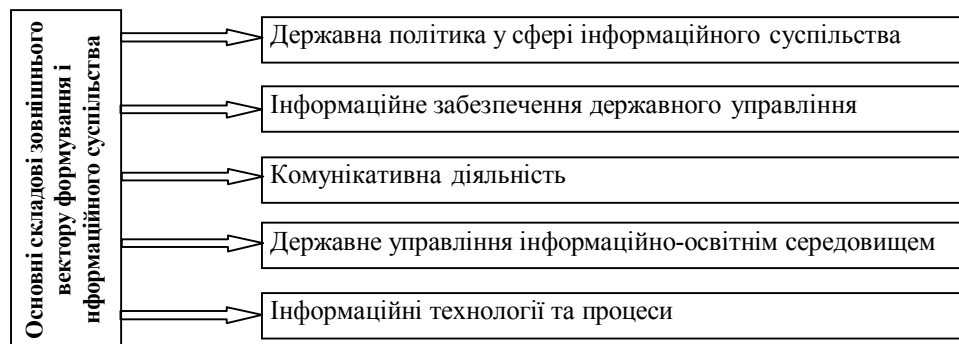 Основні складові зовнішнього
вектору формування і
нформаційного суспільства
Державна політика у сфері інформаційного суспільства
Інформаційне забезпечення державного управління
Комунікативна діяльність
Державне управління інформаційно-освітнім середовищем
Інформаційні технології та процеси